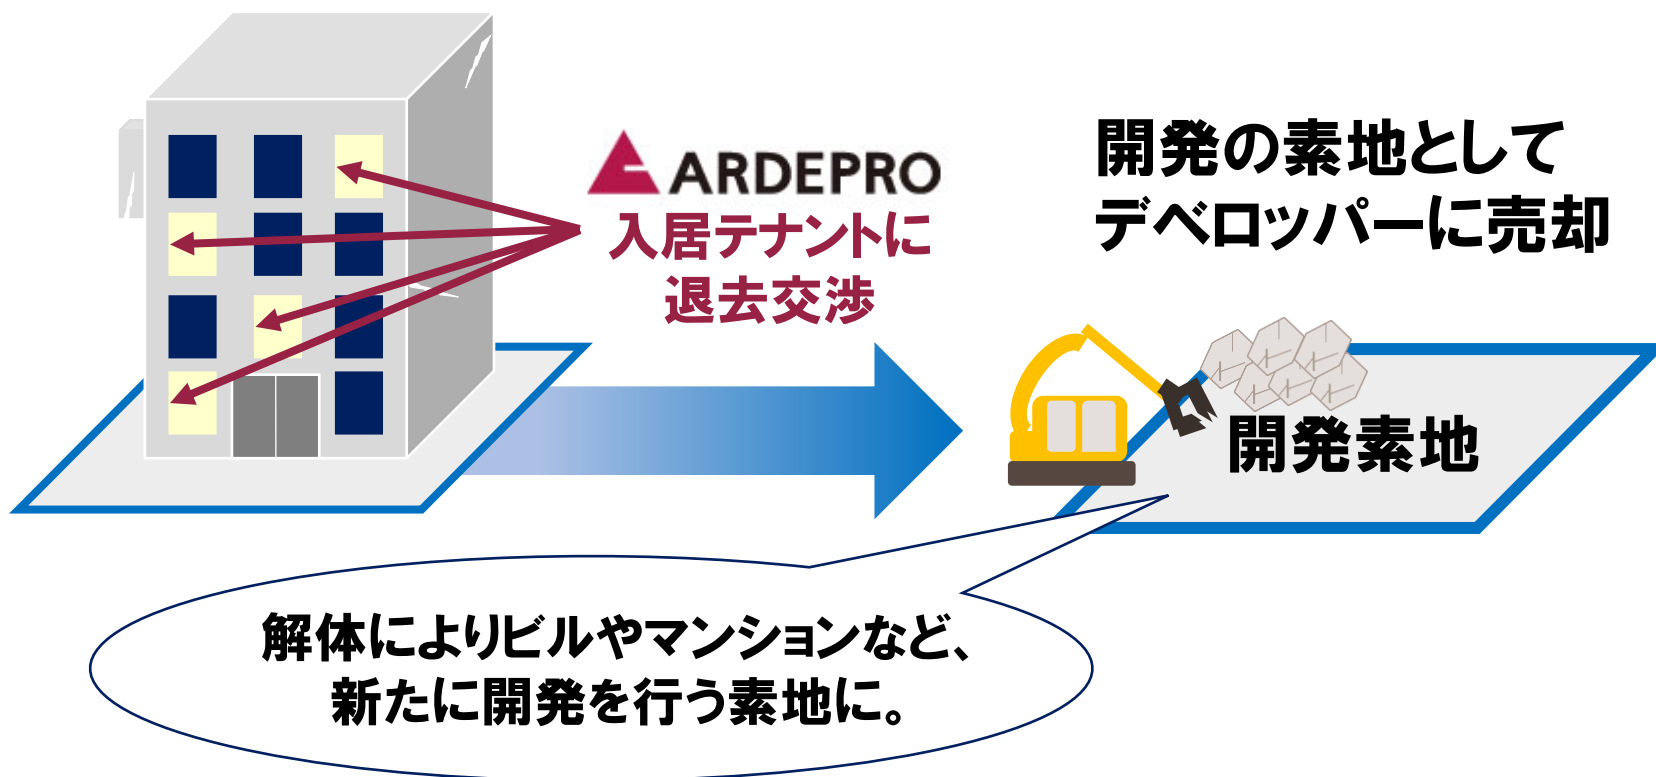 ARDEPRO
入居テナントに
退去交渉
開発の素地として
デベロッパーに売却
開発素地
解体によりビルやマンションなど、
新たに開発を行う素地に。